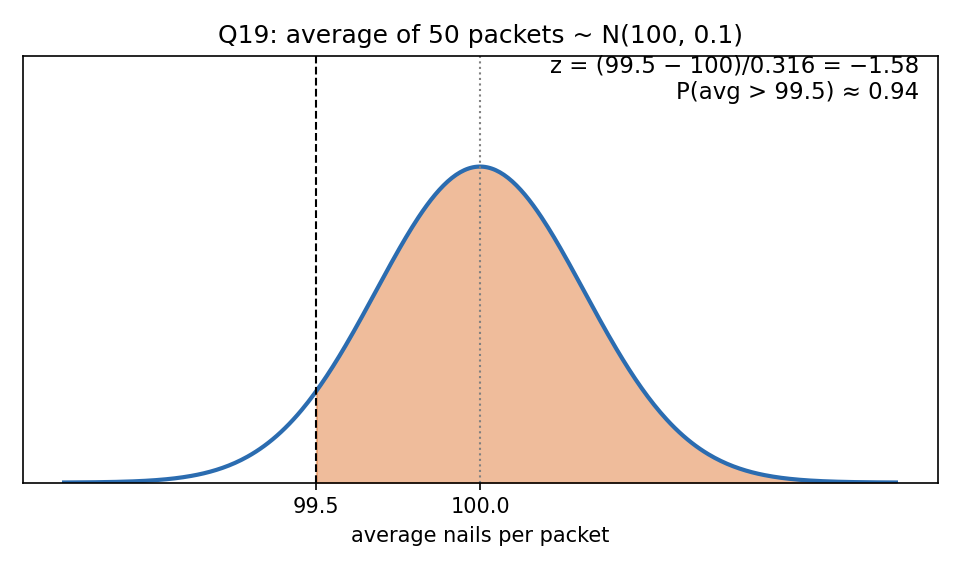 Q19: average of 50 packets ~ N(100, 0.1)
z = (99.5 − 100)/0.316 = −1.58
P(avg > 99.5) ≈ 0.94
99.5 100.0
average nails per packet